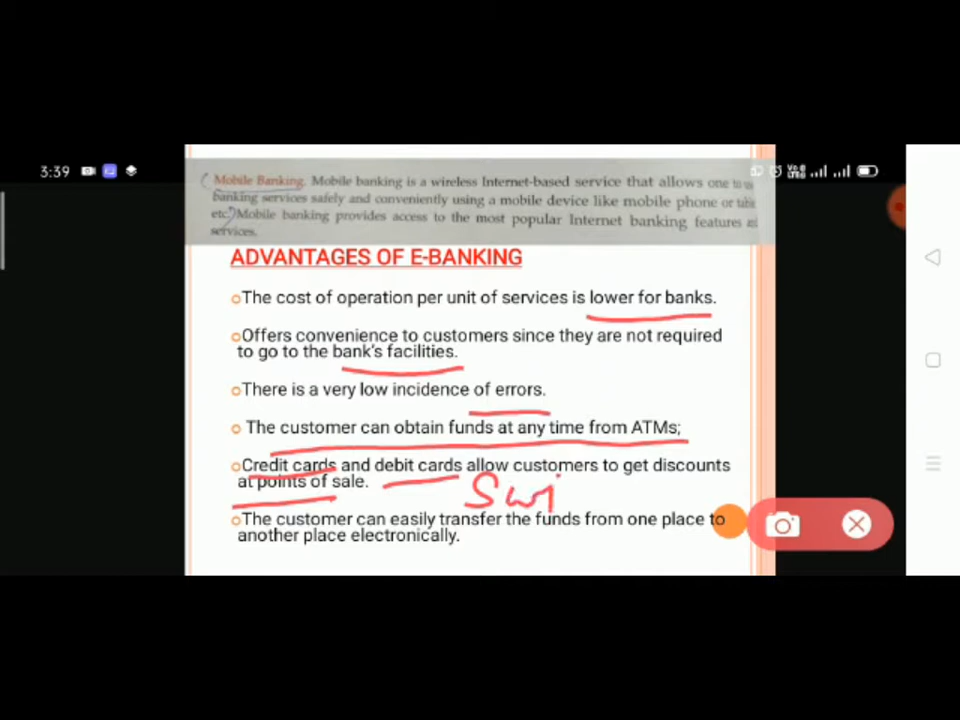 3:39
Mobile Banking. Mobile banking is a wireless Internet-based service that allows one to
banking services safely and conveniently using a mobile device like mobile phone or
etc. Mobile banking provides access to the most popular Internet banking features
services.
ADVANTAGES OF E-BANKING
The cost of operation per unit of services is lower for banks.
Offers convenience to customers since they are not required
to go to the bank's facilities.
There is a very low incidence of errors.
The customer can obtain funds at any time from ATMs;
Credit cards and debit cards allow customers to get discounts
at points of sale.
Swi
The customer can easily transfer the funds from one place to
another place electronically.